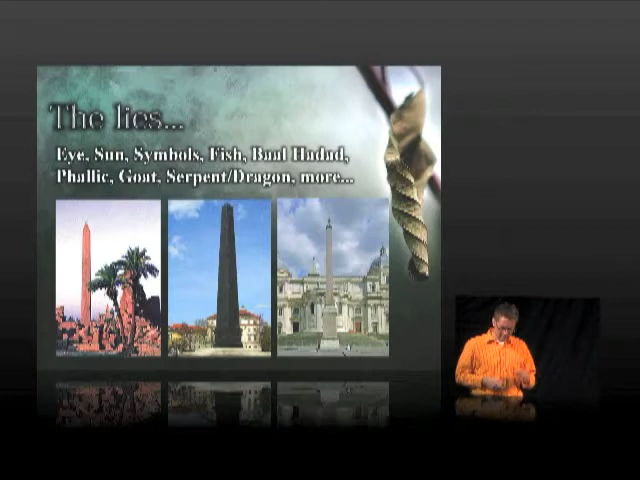 The lies...
Eye, Sun, Symbols, Fish, Baal Hadad,
Phallic, Goat, Serpent/Dragon, more...